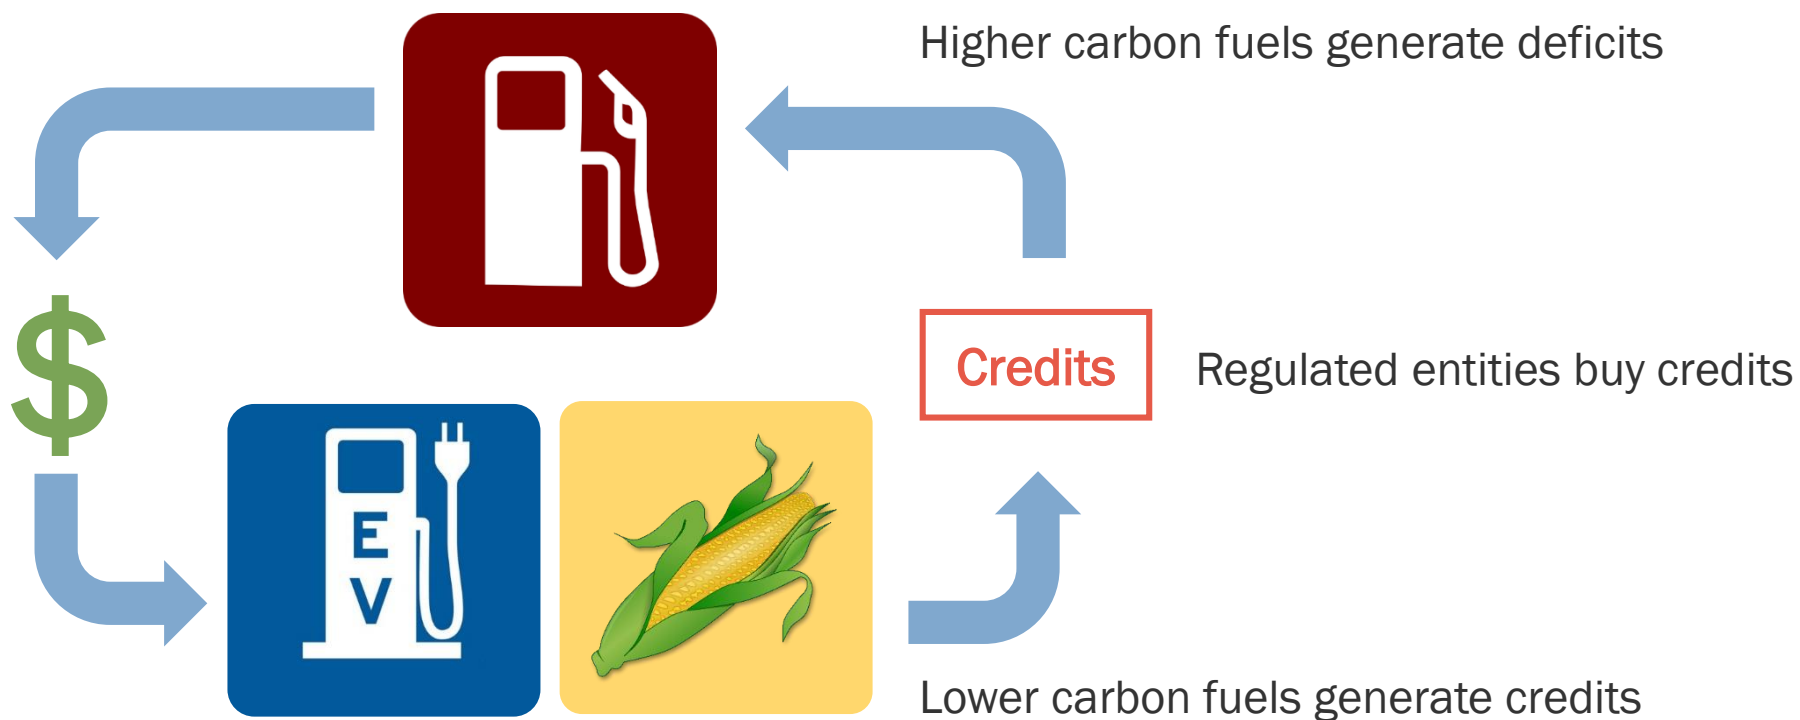 Higher carbon fuels generate deficits
$
Credits
Regulated entities buy credits
E
V
Lower carbon fuels generate credits